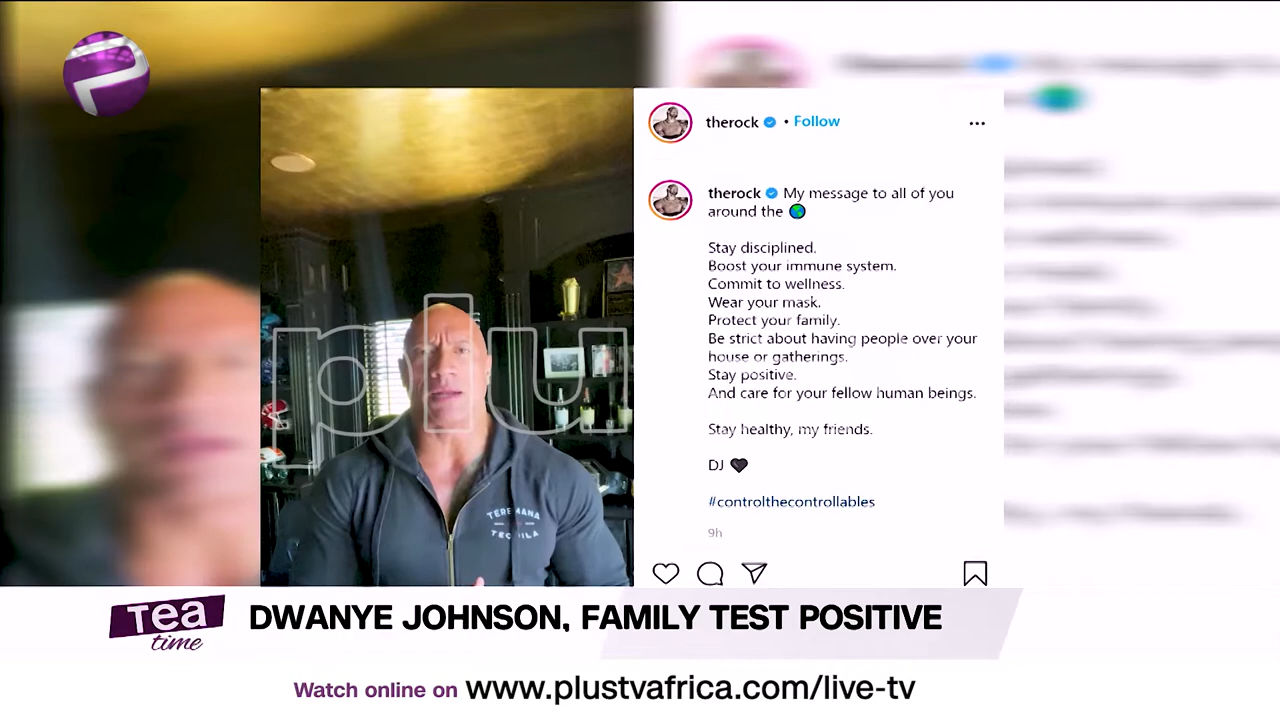 therock • Follow
therock My message to all of you
around the
Stay disciplined.
Boost your immune system.
Commit to wellness.
Wear your mask.
Protect your family.
Be strict about having people over your
house or gatherings.
Stay positive.
And care for your fellow human beings.
Stay healthy, my friends.
DJ
#controlthecontrollables
9h
plu
TEREMANA
TEQUILA
Tea
time
DWANYE JOHNSON, FAMILY TEST POSITIVE
Watch online on www.plustvafrica.com/live-tv